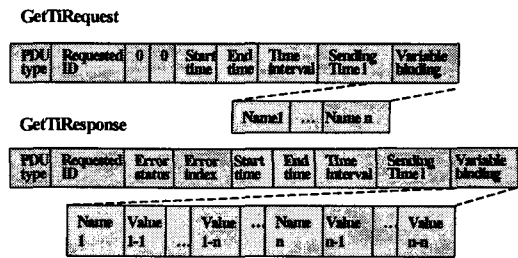 GetTiRequest
PDU type Requested ID 0 0 Start time End time Time interval Sending Time1 Variable binding
Name1 ... Name n
GetTiResponse
PDU type Requested ID Error status Error index Start time End time Time interval Sending Time1 Variable binding
Name 1 Value 1-1 ... Value 1-n ... Name n Value n-1 ... Value n-n